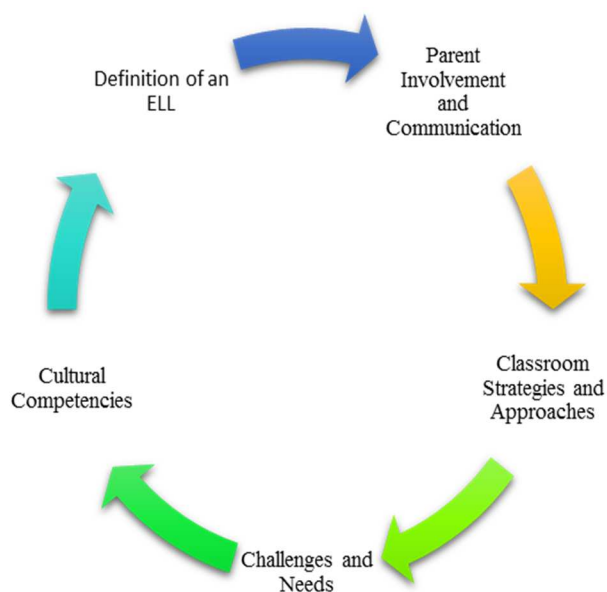 Definition of an
ELL
Parent
Involvement
and
Communication
Classroom
Strategies and
Approaches
Challenges and
Needs
Cultural
Competencies